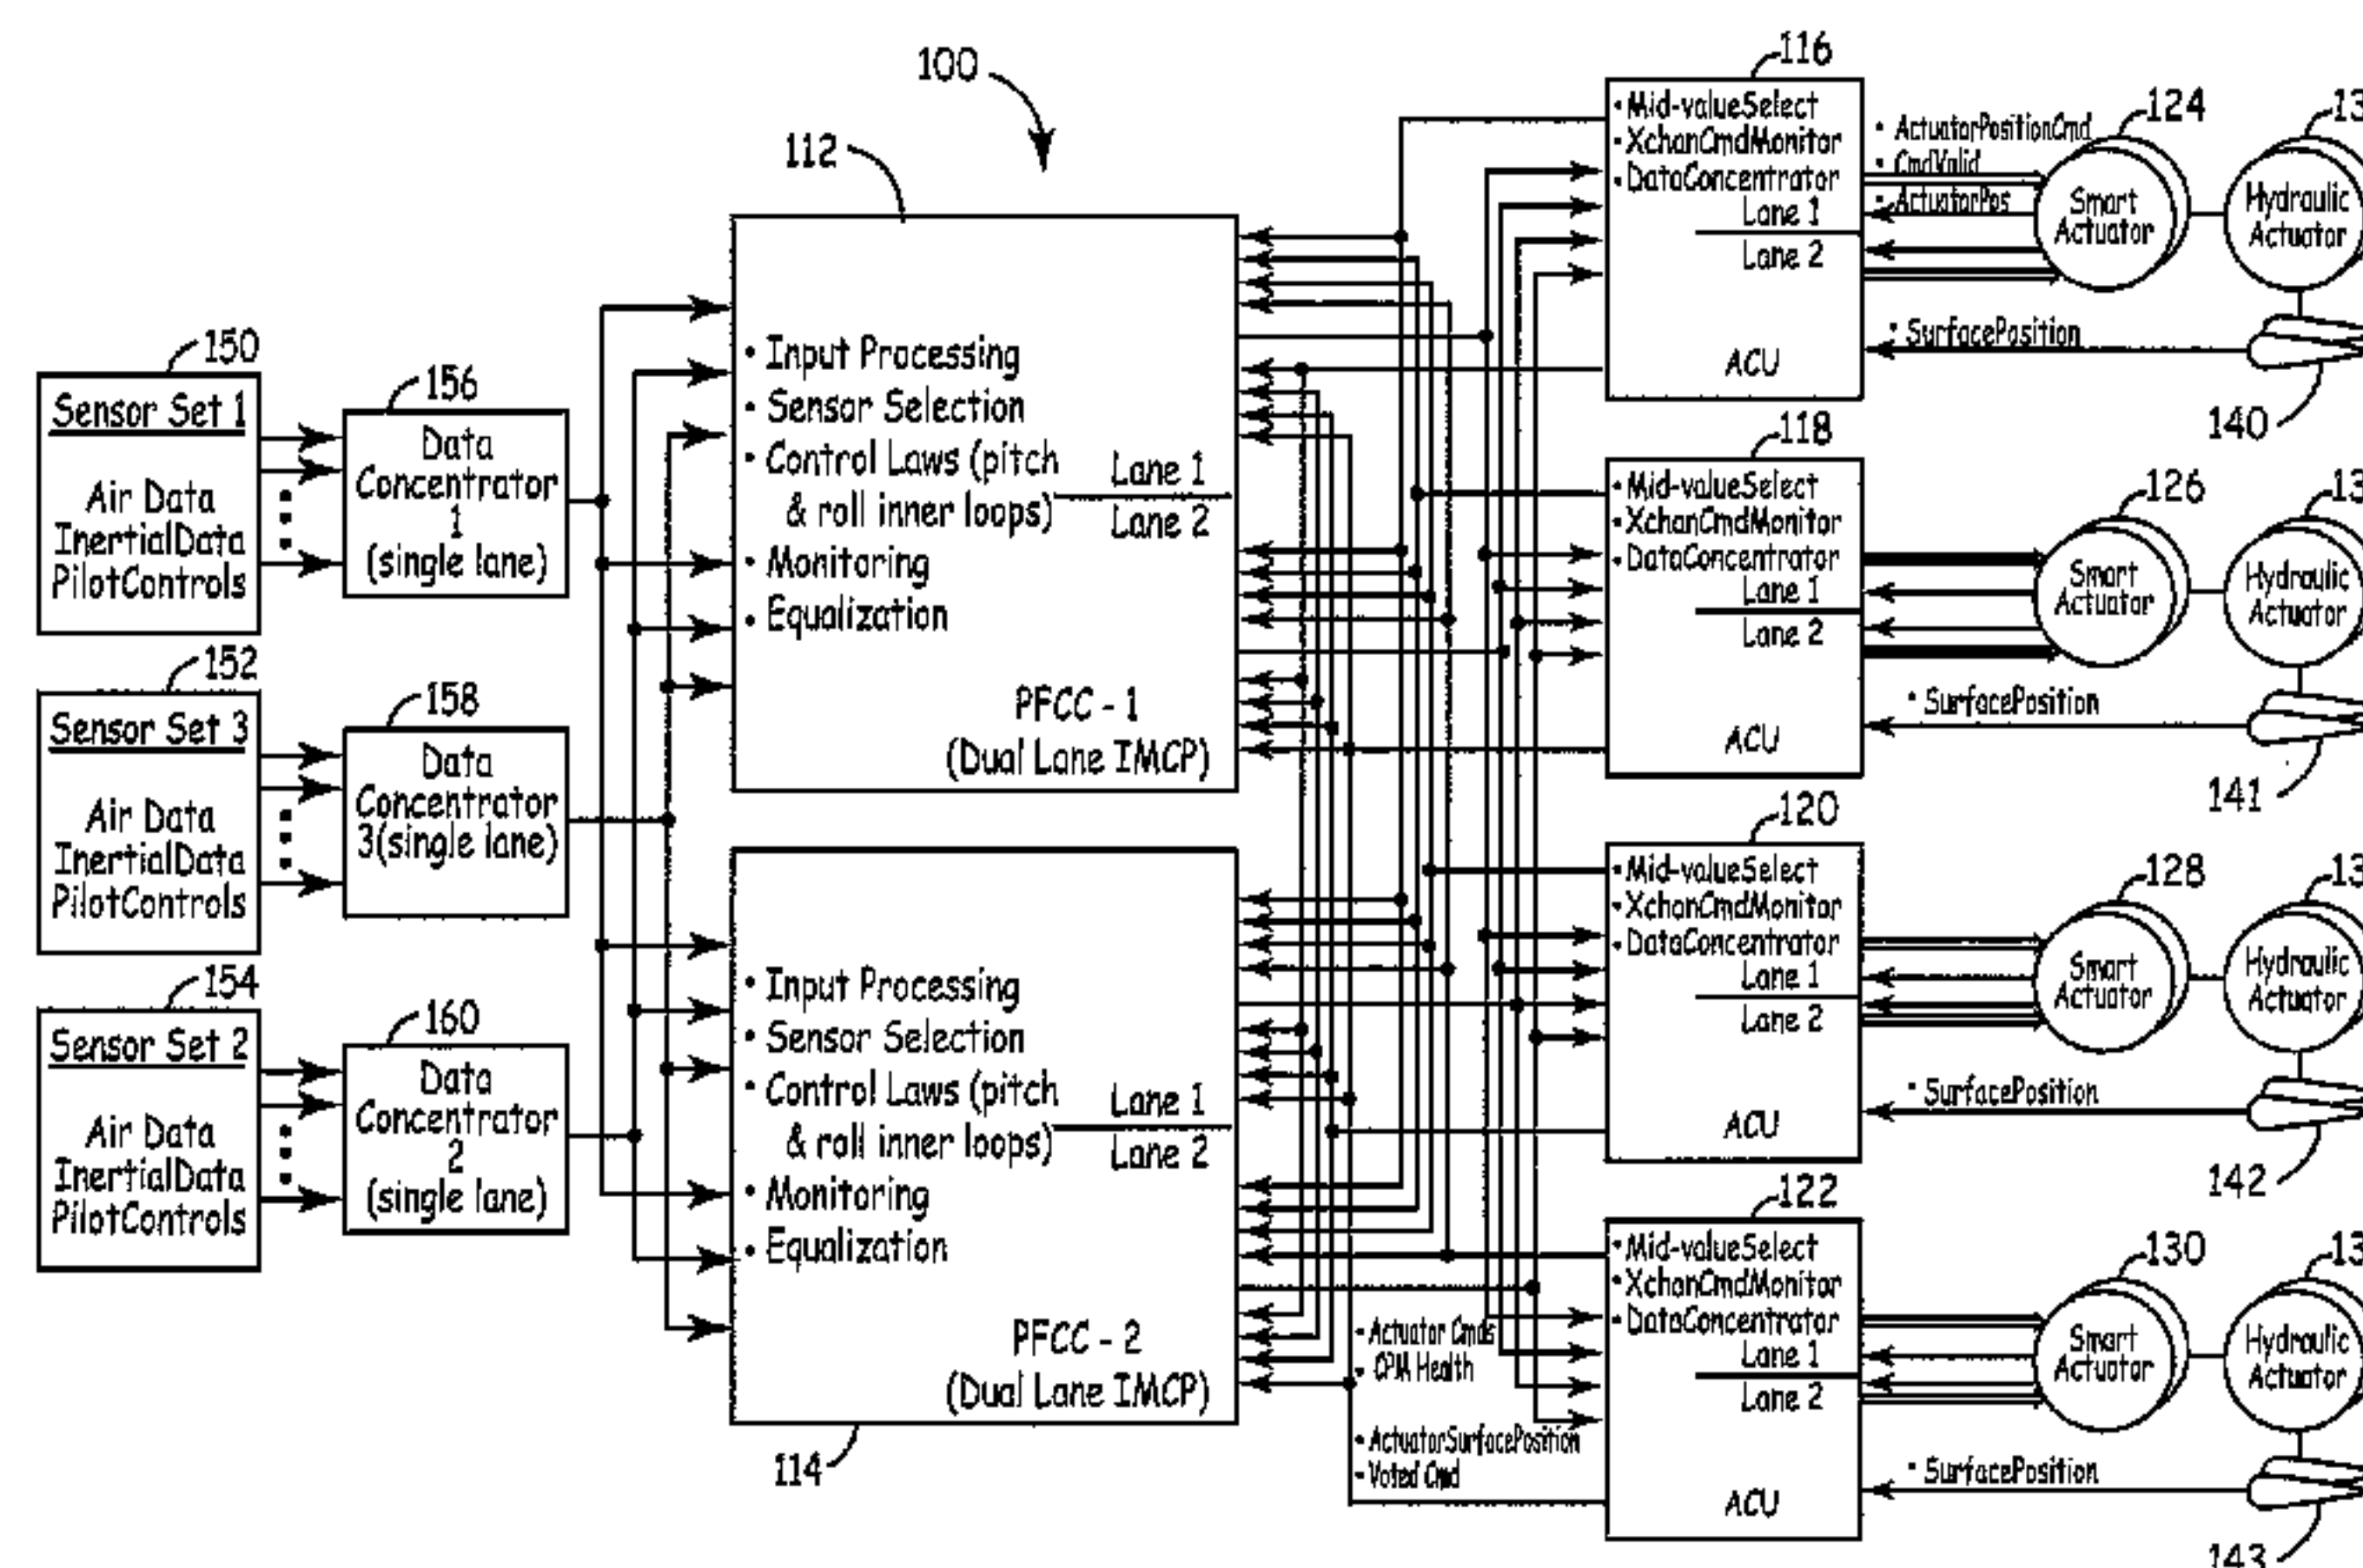 100
112
150
Sensor Set 1
Air Data
InertialData
PilotControls
156
Data
Concentrator
1
(single lane)
152
Sensor Set 3
Air Data
InertialData
PilotControls
158
Data
Concentrator
3(single lane)
154
Sensor Set 2
Air Data
InertialData
PilotControls
160
Data
Concentrator
2
(single lane)
• Input Processing
• Sensor Selection
• Control Laws (pitch
& roll inner loops)
Lane 1
Lane 2
• Monitoring
• Equalization
PFCC - 1
(Dual Lane IMCP)
• Input Processing
• Sensor Selection
• Control Laws (pitch
& roll inner loops)
Lane 1
Lane 2
• Monitoring
• Equalization
PFCC - 2
(Dual Lane IMCP)
114
• Actuator Cmds
• CPM Health
• ActuatorSurfacePosition
• Voted Cmd
116
• Mid-valueSelect
• XchanCmdMonitor
• DataConcentrator
Lane 1
Lane 2
ACU
• ActuatorPositionCmd
• CmdValid
• ActuatorPos
124
Smart
Actuator
Hydraulic
Actuator
• SurfacePosition
140
118
• Mid-valueSelect
• XchanCmdMonitor
• DataConcentrator
Lane 1
Lane 2
ACU
126
Smart
Actuator
Hydraulic
Actuator
• SurfacePosition
141
120
• Mid-valueSelect
• XchanCmdMonitor
• DataConcentrator
Lane 1
Lane 2
ACU
128
Smart
Actuator
Hydraulic
Actuator
• SurfacePosition
142
122
• Mid-valueSelect
• XchanCmdMonitor
• DataConcentrator
Lane 1
Lane 2
ACU
130
Smart
Actuator
Hydraulic
Actuator
• SurfacePosition
143